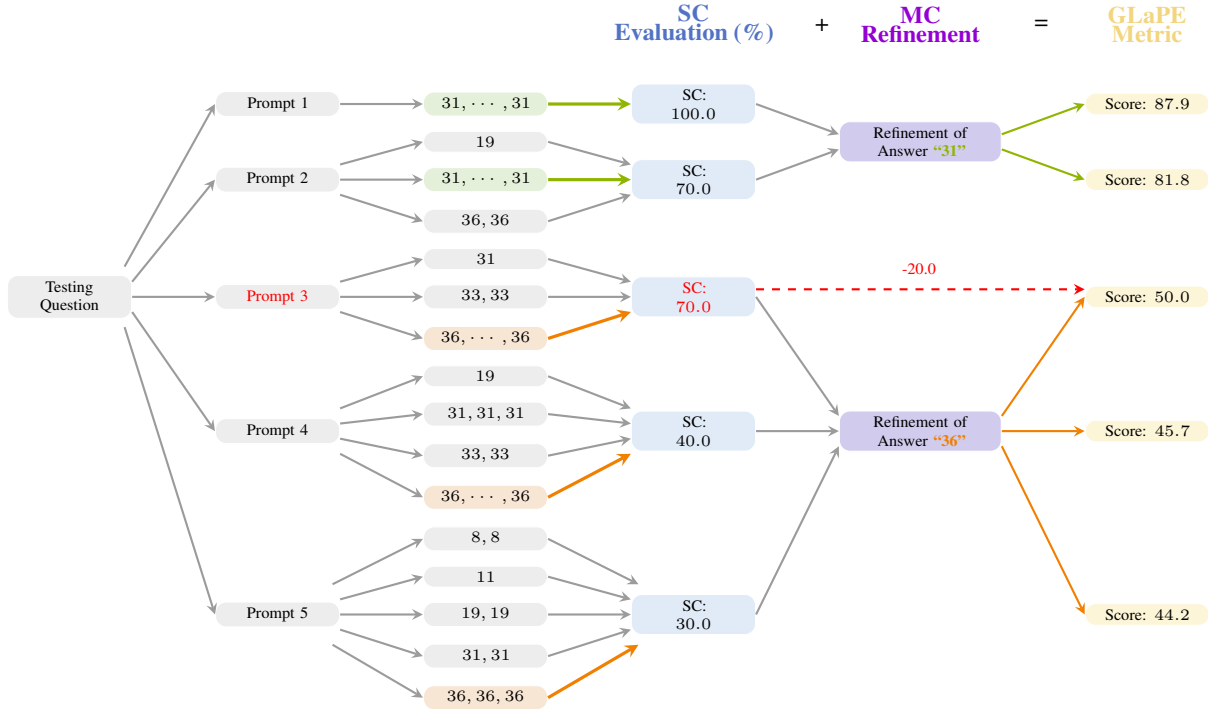 SC
Evaluation (%)
+
MC
Refinement
=
GLaPE
Metric
Testing
Question
Prompt 1
31, ··· , 31
SC:
100.0
Prompt 2
19
31, ··· , 31
36, 36
SC:
70.0
Refinement of
Answer “31”
Score: 87.9
Score: 81.8
Prompt 3
31
33, 33
36, ··· , 36
SC:
70.0
-20.0
Score: 50.0
Prompt 4
19
31, 31, 31
33, 33
36, ··· , 36
SC:
40.0
Refinement of
Answer “36”
Score: 45.7
Prompt 5
8, 8
11
19, 19
31, 31
36, 36, 36
SC:
30.0
Score: 44.2